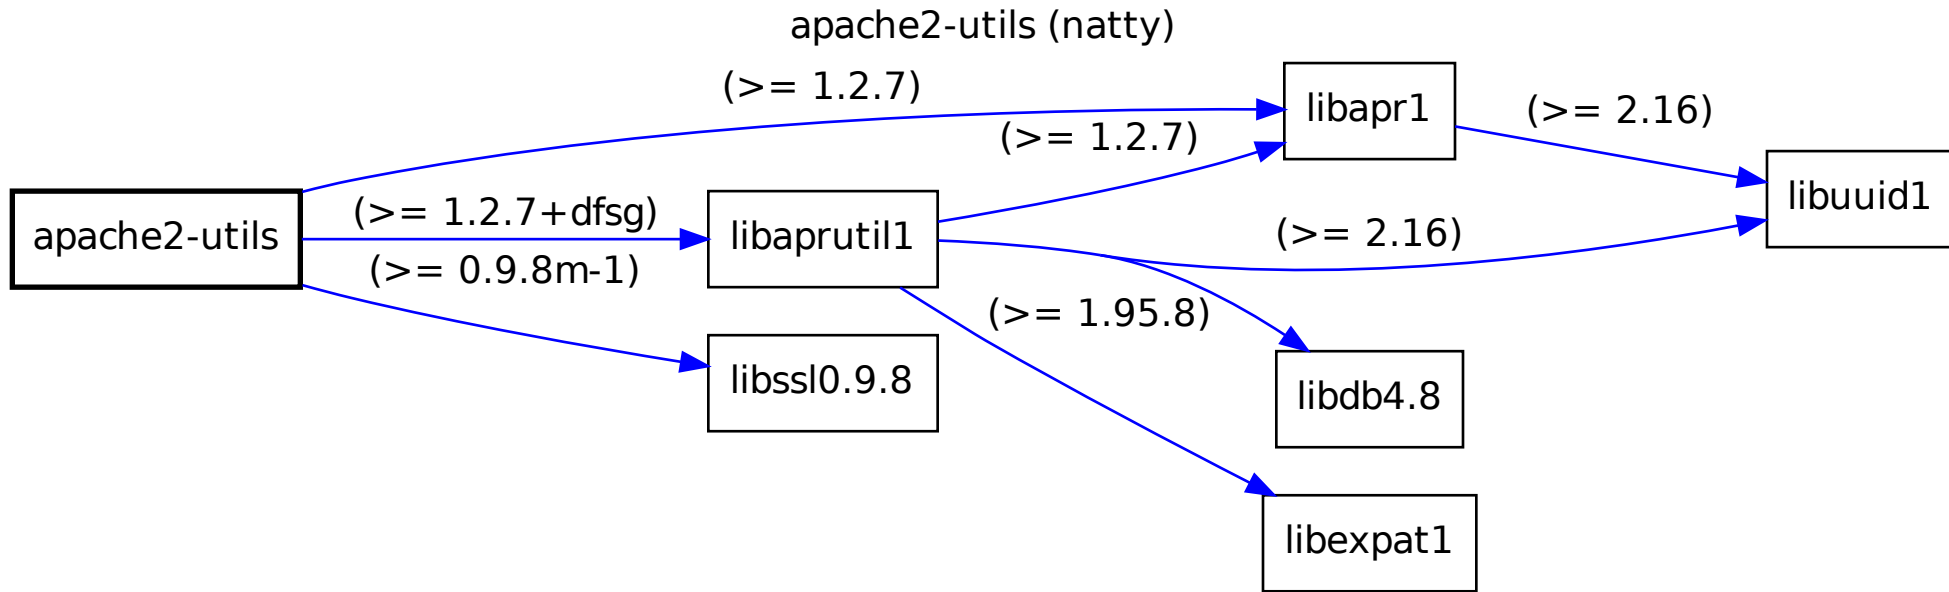 apache2-utils (natty)
(>= 1.2.7)
libapr1
(>= 2.16)
(>= 1.2.7)
libuuid1
apache2-utils
(>= 1.2.7+dfsg)
libaprutil1
(>= 2.16)
(>= 0.9.8m-1)
(>= 1.95.8)
libssl0.9.8
libdb4.8
libexpat1